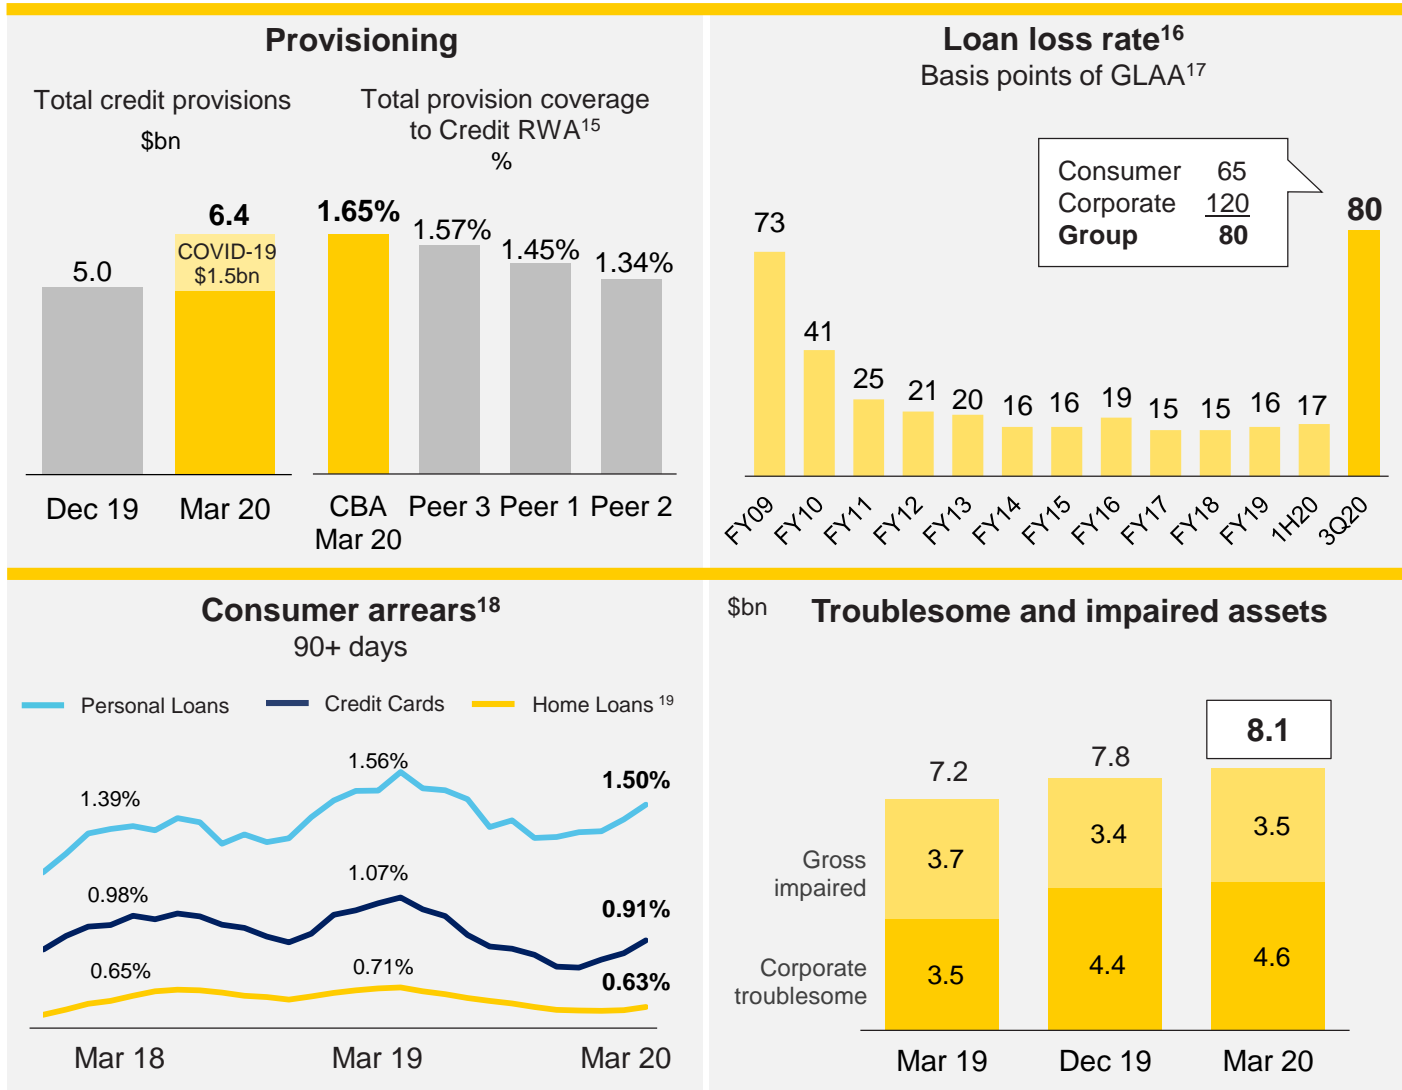 Provisioning
Total credit provisions
$bn
Total provision coverage
to Credit RWA15
%
6.4
COVID-19
$1.5bn
5.0
1.65%
1.57%
1.45%
1.34%
Dec 19
Mar 20
CBA
Mar 20
Peer 3
Peer 1
Peer 2
Loan loss rate16
Basis points of GLAA17
Consumer 65
Corporate 120
Group 80
73
41
25
21
20
16
16
19
15
15
16
17
80
FY09
FY10
FY11
FY12
FY13
FY14
FY15
FY16
FY17
FY18
FY19
1H20
3Q20
Consumer arrears18
90+ days
Personal Loans
Credit Cards
Home Loans 19
1.39%
1.56%
1.50%
0.98%
1.07%
0.91%
0.65%
0.71%
0.63%
Mar 18
Mar 19
Mar 20
$bn
Troublesome and impaired assets
7.2
7.8
8.1
Gross
impaired
3.7
3.4
3.5
Corporate
troublesome
3.5
4.4
4.6
Mar 19
Dec 19
Mar 20